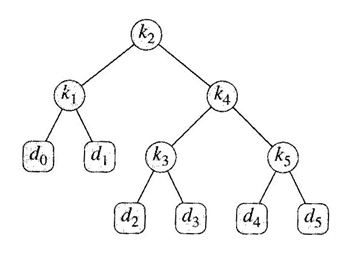 k₂
k₁ k₄
d₀ d₁ k₃ k₅
d₂ d₃ d₄ d₅